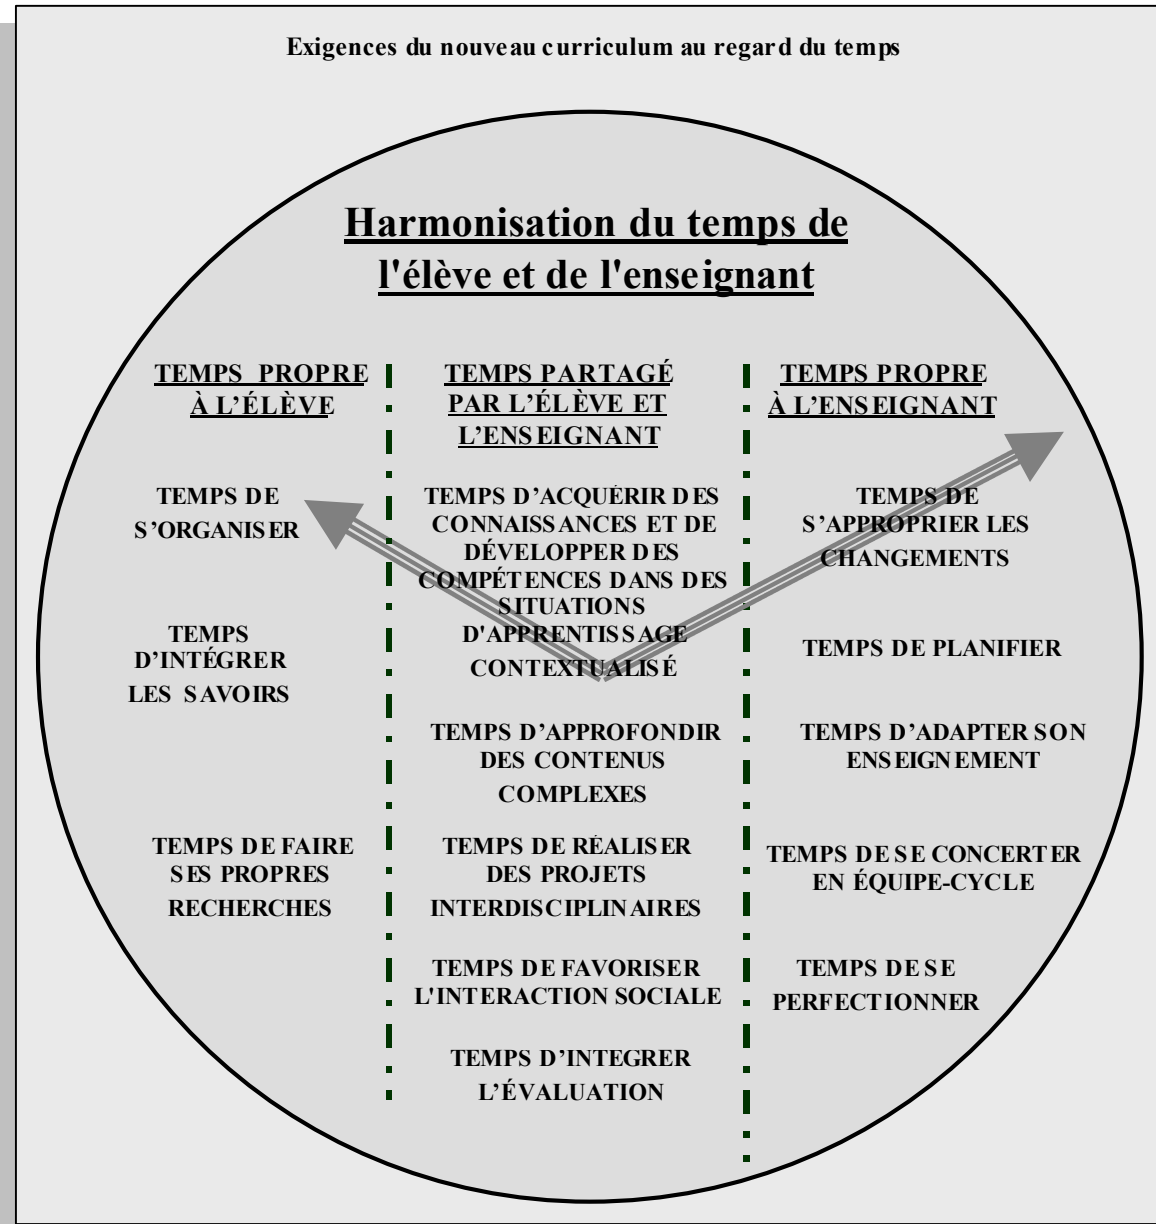 Exigences du nouveau curriculum au regard du temps
Harmonisation du temps de
l'élève et de l'enseignant
TEMPS PROPRE
À L’ÉLÈVE
TEMPS DE
S’ORGANISER
TEMPS
D’INTÉGRER
LES SAVOIRS
TEMPS DE FAIRE
SES PROPRES
RECHERCHES
TEMPS PARTAGÉ
PAR L’ÉLÈVE ET
L’ENSEIGNANT
TEMPS D’ACQUÉRIR DES
CONNAISSANCES ET DE
DÉVELOPPER DES
COMPÉTENCES DANS DES
SITUATIONS
D'APPRENTISSAGE
CONTEXTUALISÉ
TEMPS D’APPROFONDIR
DES CONTENUS
COMPLEXES
TEMPS DE RÉALISER
DES PROJETS
INTERDISCIPLINAIRES
TEMPS DE FAVORISER
L'INTERACTION SOCIALE
TEMPS D’INTEGRER
L’ÉVALUATION
TEMPS PROPRE
À L’ENSEIGNANT
TEMPS DE
S’APPROPRIER LES
CHANGEMENTS
TEMPS DE PLANIFIER
TEMPS D’ADAPTER SON
ENSEIGNEMENT
TEMPS DE SE CONCERTER
EN ÉQUIPE-CYCLE
TEMPS DE SE
PERFECTIONNER